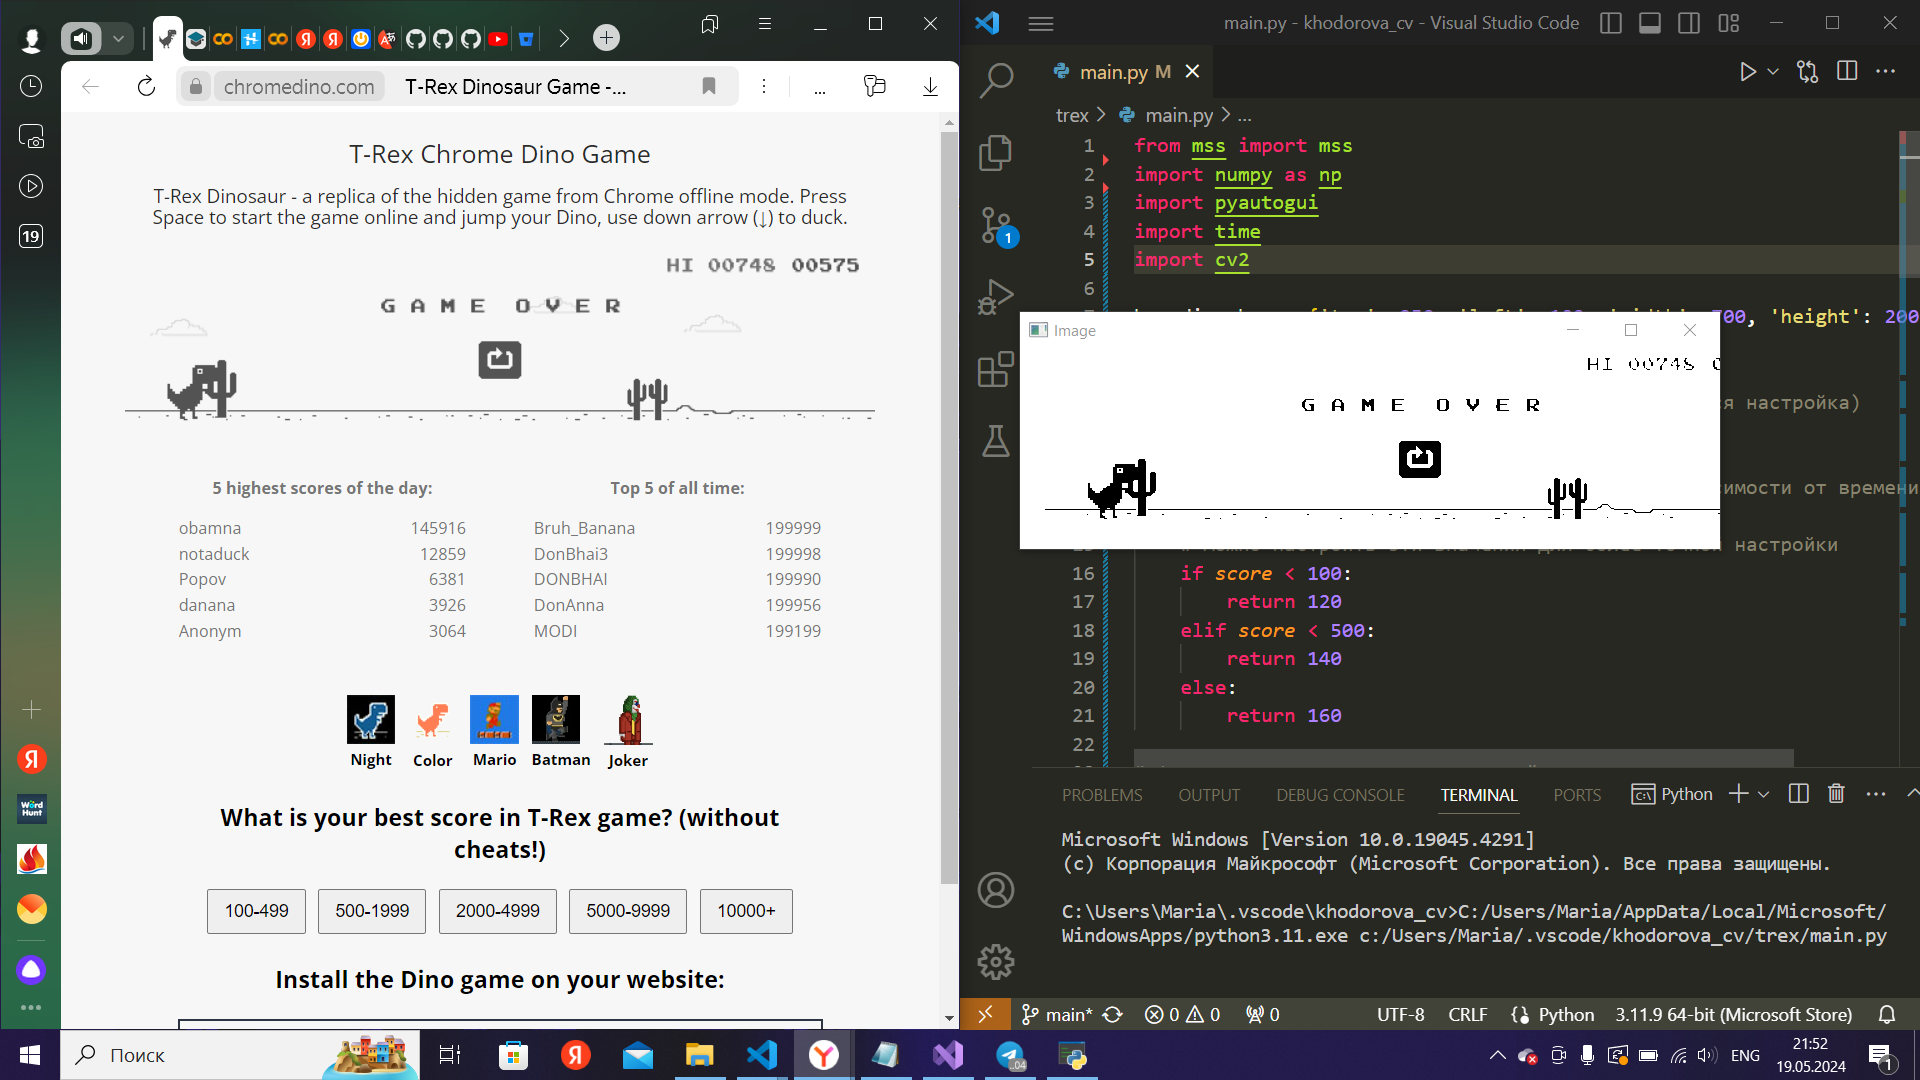 chromedino.com T-Rex Dinosaur Game -...
19
T-Rex Chrome Dino Game
T-Rex Dinosaur - a replica of the hidden game from Chrome offline mode. Press
Space to start the game online and jump your Dino, use down arrow (↓) to duck.
HI 00748 00575
GAME OVER
5 highest scores of the day:
obamna 145916
notaduck 12859
Popov 6381
danana 3926
Anonym 3064
Top 5 of all time:
Bruh_Banana 199999
DonBhai3 199998
DONBHAI 199990
DonAnna 199956
MODI 199199
Night Color Mario Batman Joker
What is your best score in T-Rex game? (without
cheats!)
100-499 500-1999 2000-4999 5000-9999 10000+
Install the Dino game on your website:
Word
Hunt
main.py - khodorova_cv - Visual Studio Code
main.py M
trex > main.py > ...
1 from mss import mss
2 import numpy as np
3 import pyautogui
4 import time
5 import cv2
6
00, 'height': 200
Image
HI 00748
GAME OVER
настройка)
от времени
настройки
16 if score < 100:
17 return 120
18 elif score < 500:
19 return 140
20 else:
21 return 160
22
PROBLEMS OUTPUT DEBUG CONSOLE TERMINAL PORTS Python
Microsoft Windows [Version 10.0.19045.4291]
(c) Корпорация Майкрософт (Microsoft Corporation). Все права защищены.
C:\Users\Maria\.vscode\khodorova_cv>C:/Users/Maria/AppData/Local/Microsoft/
WindowsApps/python3.11.exe c:/Users/Maria/.vscode/khodorova_cv/trex/main.py
1
main* 0 0 0 UTF-8 CRLF Python 3.11.9 64-bit (Microsoft Store)
Поиск
04
ENG
21:52
19.05.2024
1